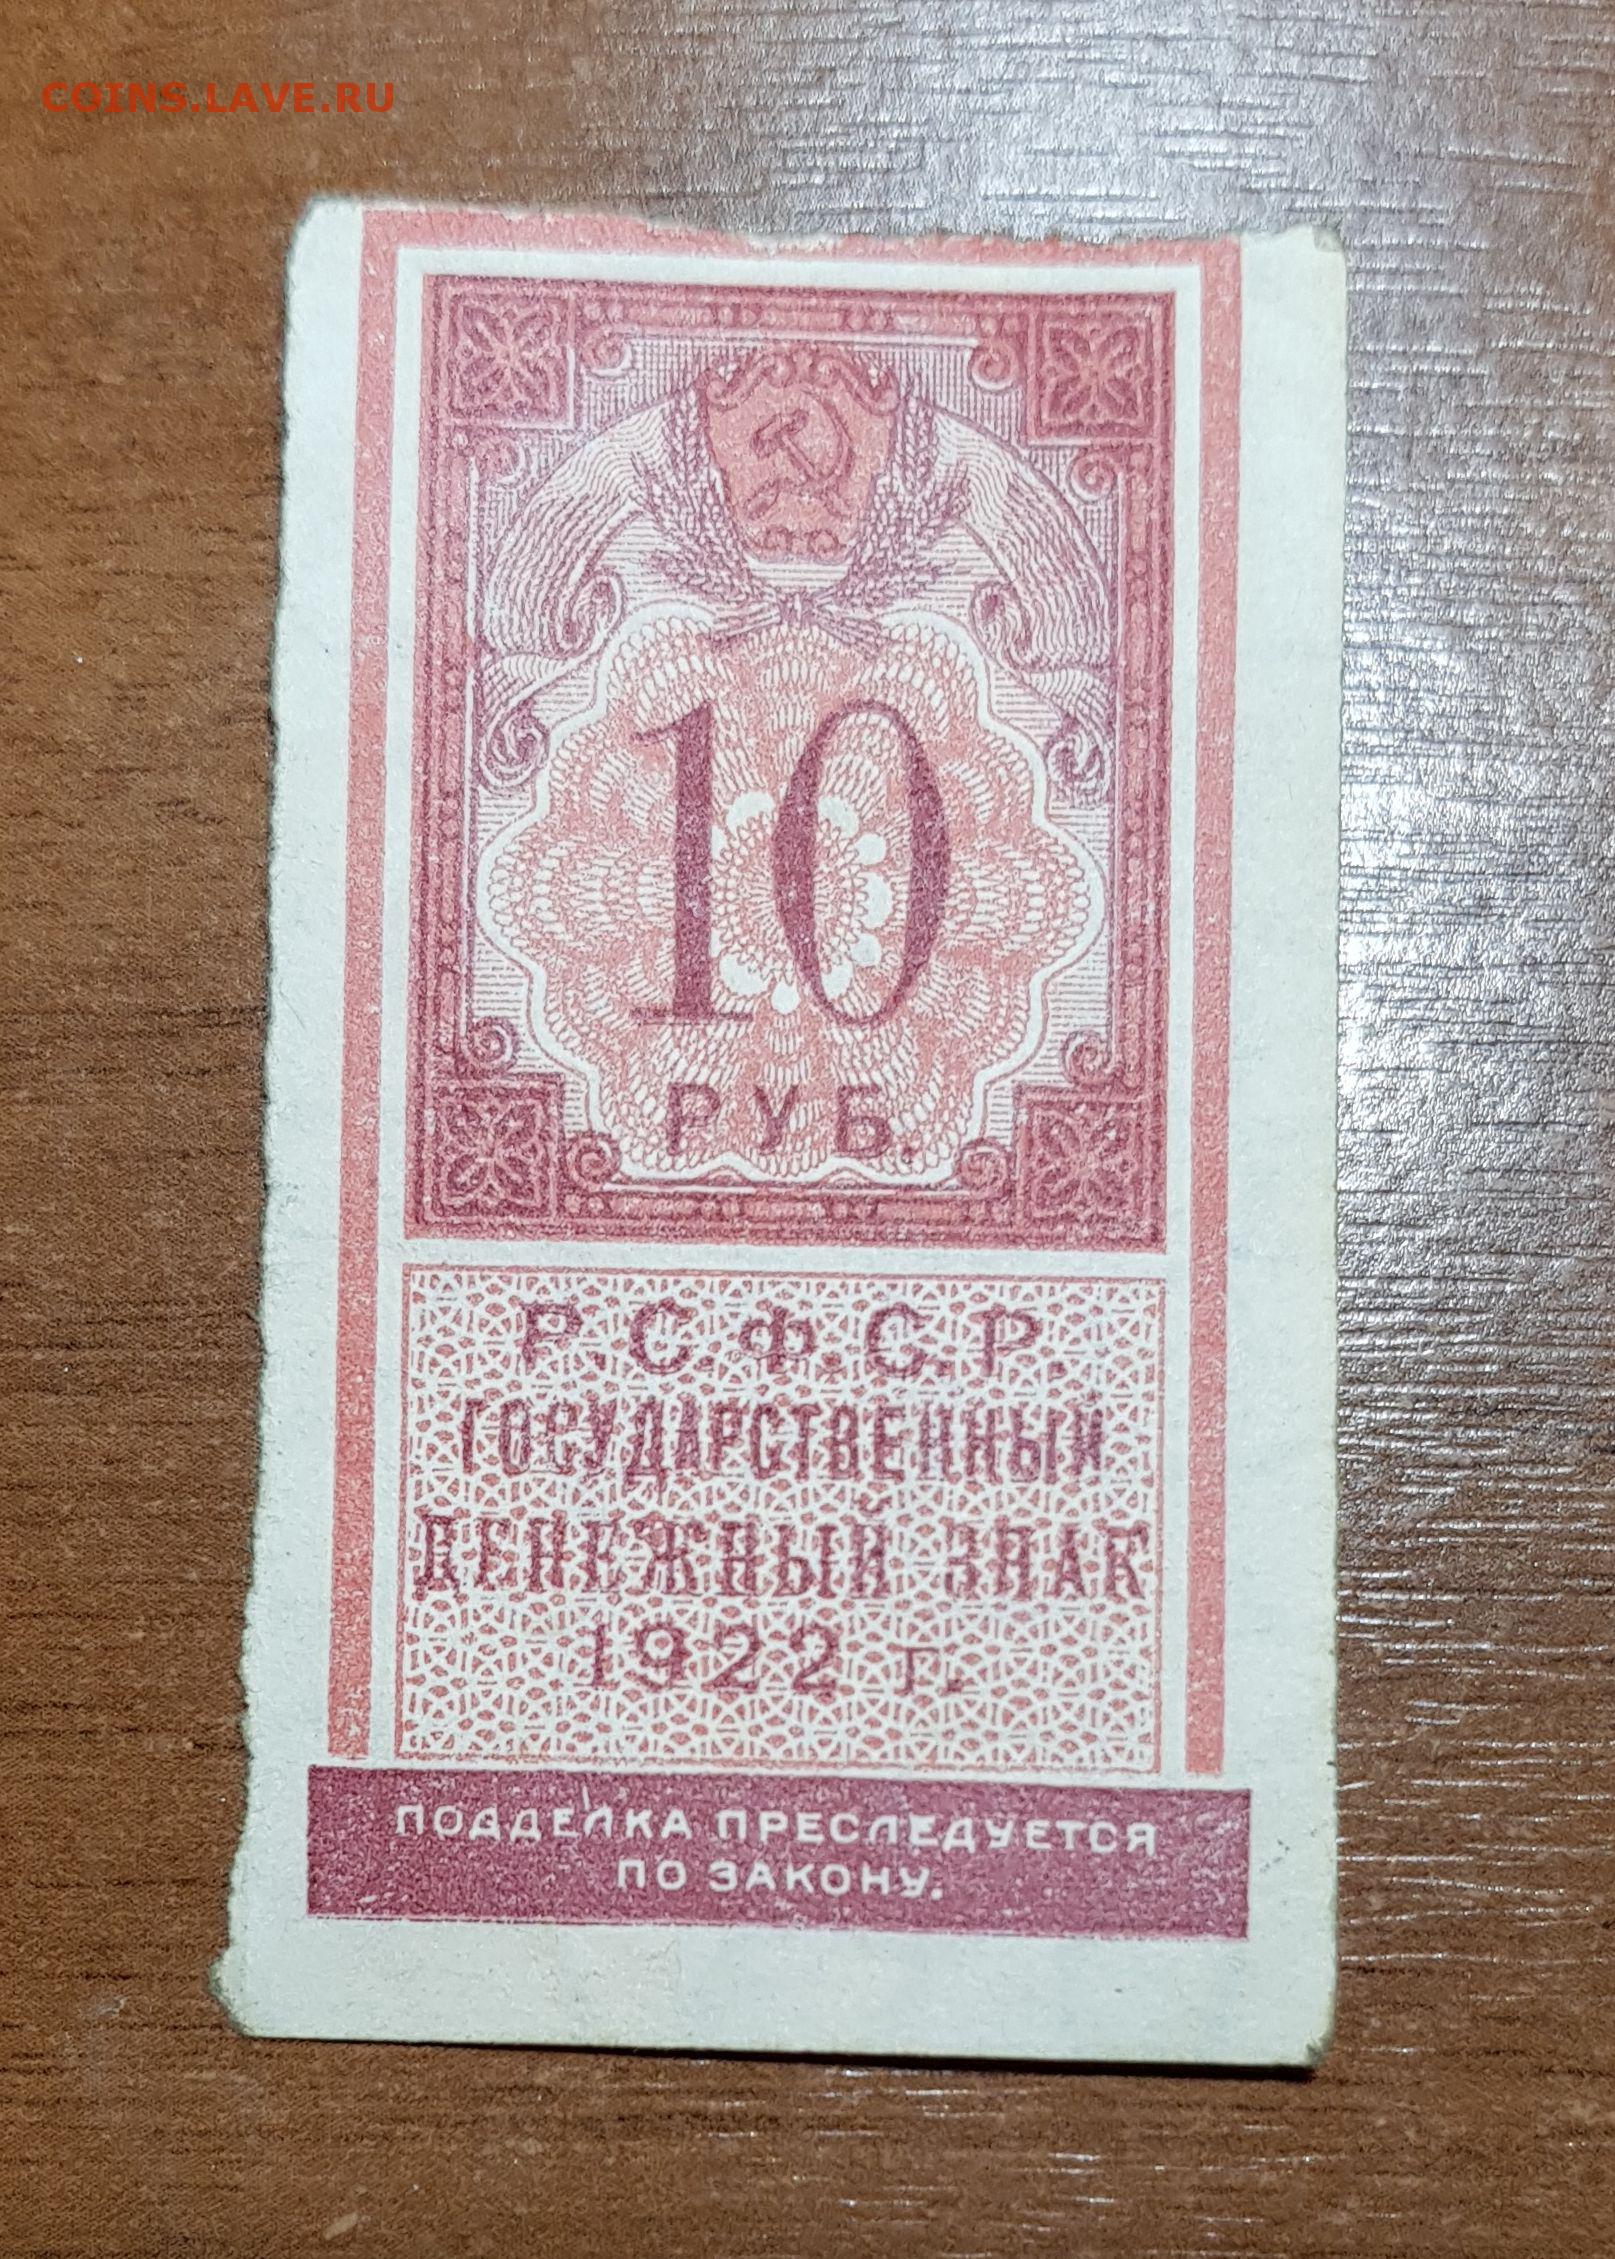 COINS.LAVE.RU
10
РУБ.
Р.С.Ф.С.Р.
ГОСУДАРСТВЕННЫЙ
ДЕНЕЖНЫЙ ЗНАК
1922 г.
ПОДДЕЛКА ПРЕСЛЕДУЕТСЯ
ПО ЗАКОНУ.